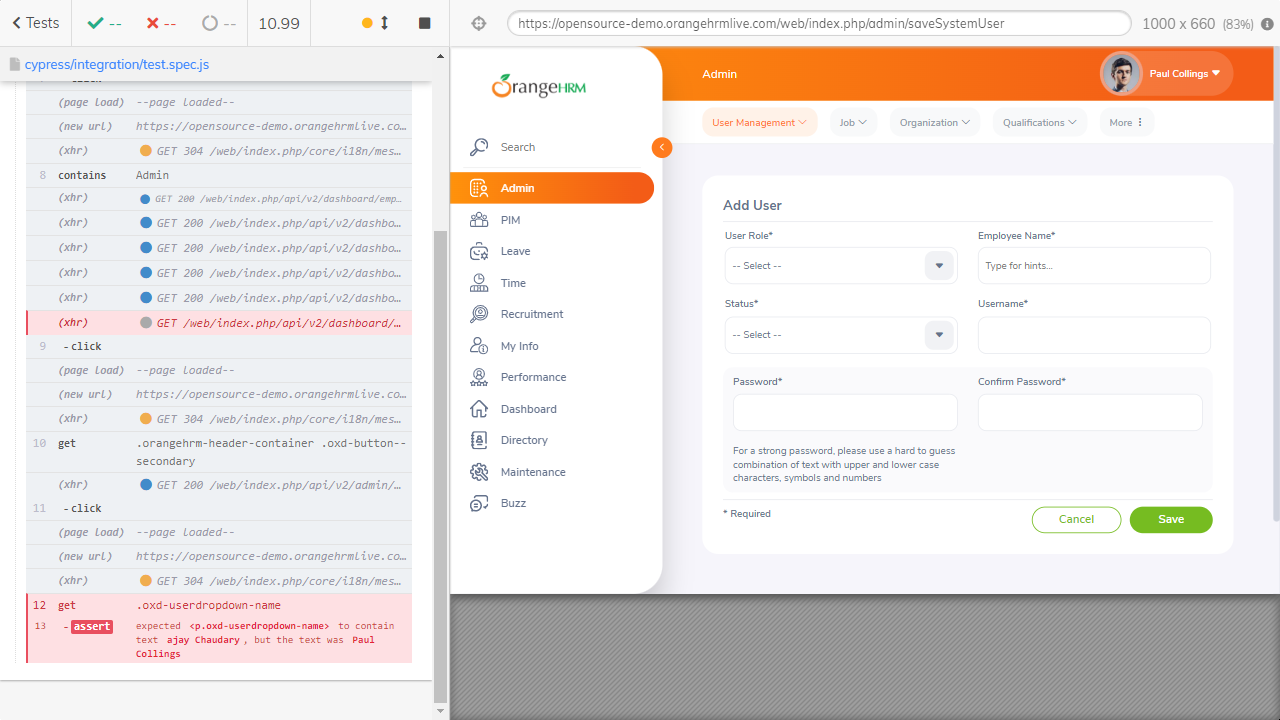 Tests
--
--
--
10.99
https://opensource-demo.orangehrmlive.com/web/index.php/admin/saveSystemUser
1000 x 660 (83%)
cypress/integration/test.spec.js
(page load) --page loaded--
(new url) https://opensource-demo.orangehrmlive.co...
(xhr) GET 304 /web/index.php/core/i18n/mes...
8 contains Admin
(xhr) GET 200 /web/index.php/api/v2/dashboard/emp...
(xhr) GET 200 /web/index.php/api/v2/dashbo...
(xhr) GET 200 /web/index.php/api/v2/dashbo...
(xhr) GET 200 /web/index.php/api/v2/dashbo...
(xhr) GET 200 /web/index.php/api/v2/dashbo...
(xhr) GET /web/index.php/api/v2/dashboard/...
9 -click
(page load) --page loaded--
(new url) https://opensource-demo.orangehrmlive.co...
(xhr) GET 304 /web/index.php/core/i18n/mes...
10 get .orangehrm-header-container .oxd-button--
secondary
(xhr) GET 200 /web/index.php/api/v2/admin/...
11 -click
(page load) --page loaded--
(new url) https://opensource-demo.orangehrmlive.co...
(xhr) GET 304 /web/index.php/core/i18n/mes...
12 get .oxd-userdropdown-name
13 -assert expected <p.oxd-userdropdown-name> to contain
text ajay Chaudary, but the text was Paul
Collings
OrangeHRM
Search
Admin
PIM
Leave
Time
Recruitment
My Info
Performance
Dashboard
Directory
Maintenance
Buzz
Admin
Paul Collings
User Management
Job
Organization
Qualifications
More
Add User
User Role*
Employee Name*
-- Select --
Type for hints...
Status*
Username*
-- Select --
Password*
Confirm Password*
For a strong password, please use a hard to guess
combination of text with upper and lower case
characters, symbols and numbers
* Required
Cancel
Save